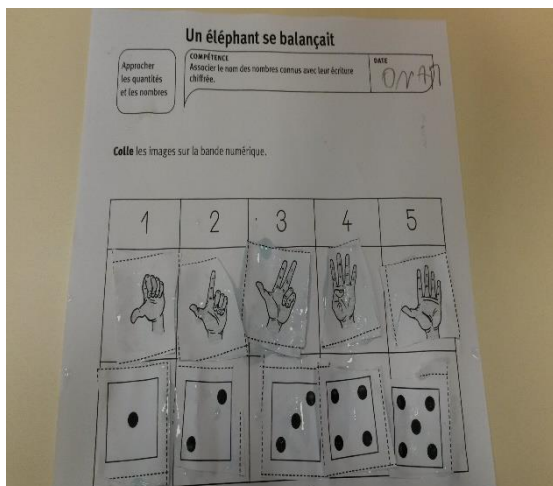 Un éléphant se balançait
Approcher
les quantités
et les nombres
COMPÉTENCE
Associer le nom des nombres connus avec leur écriture
chiffrée.
DATE
Colle les images sur la bande numérique.
1 2 3 4 5